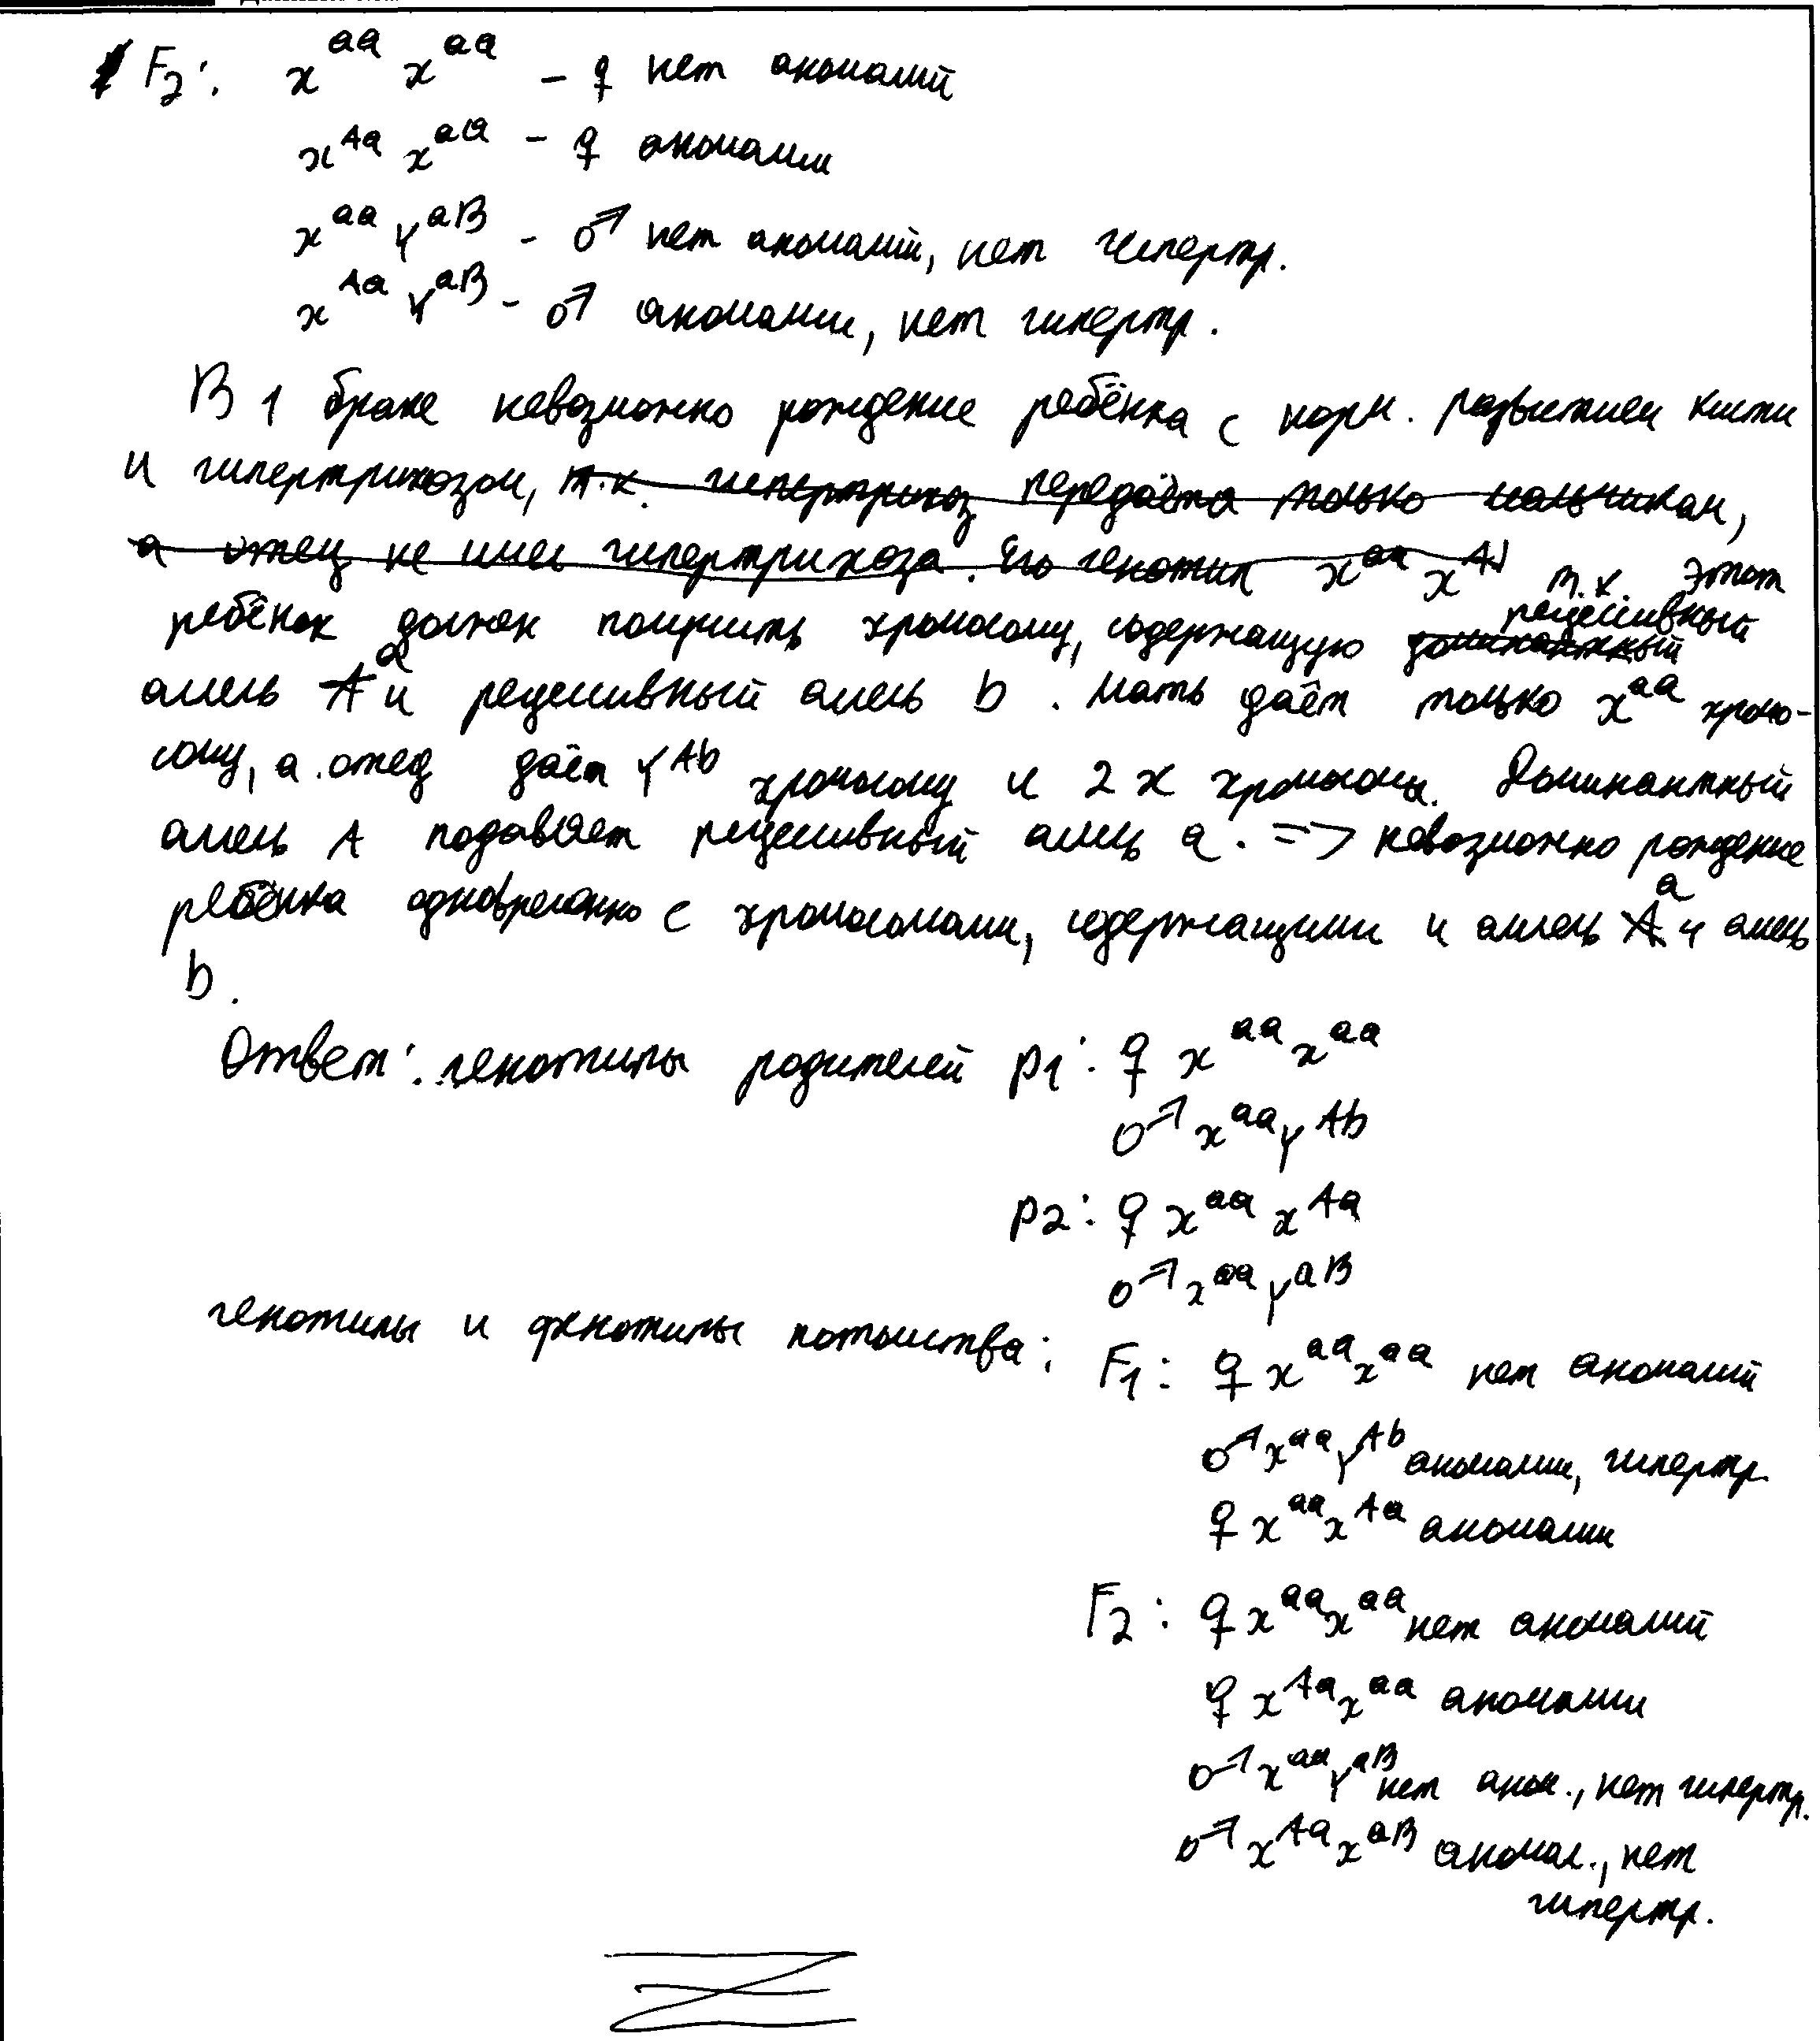 F₂: x^aa x^aa - ♀ нет аномалий
x^Aa x^aa - ♀ аномалии
x^aa Y^aB - ♂ нет аномалий, нет гипертр.
x^Aa Y^aB - ♂ аномалии, нет гипертр.
В 1 браке невозможно рождение ребёнка с норм. развитием кисти
и гипертрихозом, т.к. гипертрихоз передаётся только мальчикам,
а отец не имел гипертрихоза. Его генотип x^aa x^A т.к. этот
ребёнок должен получить хромосому, содержащую доминантный рецессивный
аллель A a и рецессивный аллель b. Мать даёт только x^aa хромо-
сому, а отец даёт Y^Ab хромосому и 2 x хромосомы. Доминантный
аллель A подавляет рецессивный аллель a. => невозможно рождение
ребёнка одновременно с хромосомами, содержащими и аллель A a и аллель
b.
Ответ: генотипы родителей P1: ♀ x^aa x^aa
♂ x^aa Y^Ab
P2: ♀ x^aa x^Aa
♂ x^aa Y^aB
генотипы и фенотипы потомства: F₁: ♀ x^aa x^aa нет аномалий
♂ x^aa Y^Ab аномалии, гипертр.
♀ x^aa x^Aa аномалии
F₂: ♀ x^aa x^aa нет аномалий
♀ x^Aa x^aa аномалии
♂ x^aa Y^aB нет аном., нет гипертр.
♂ x^Aa x^aB аномал., нет
гипертр.